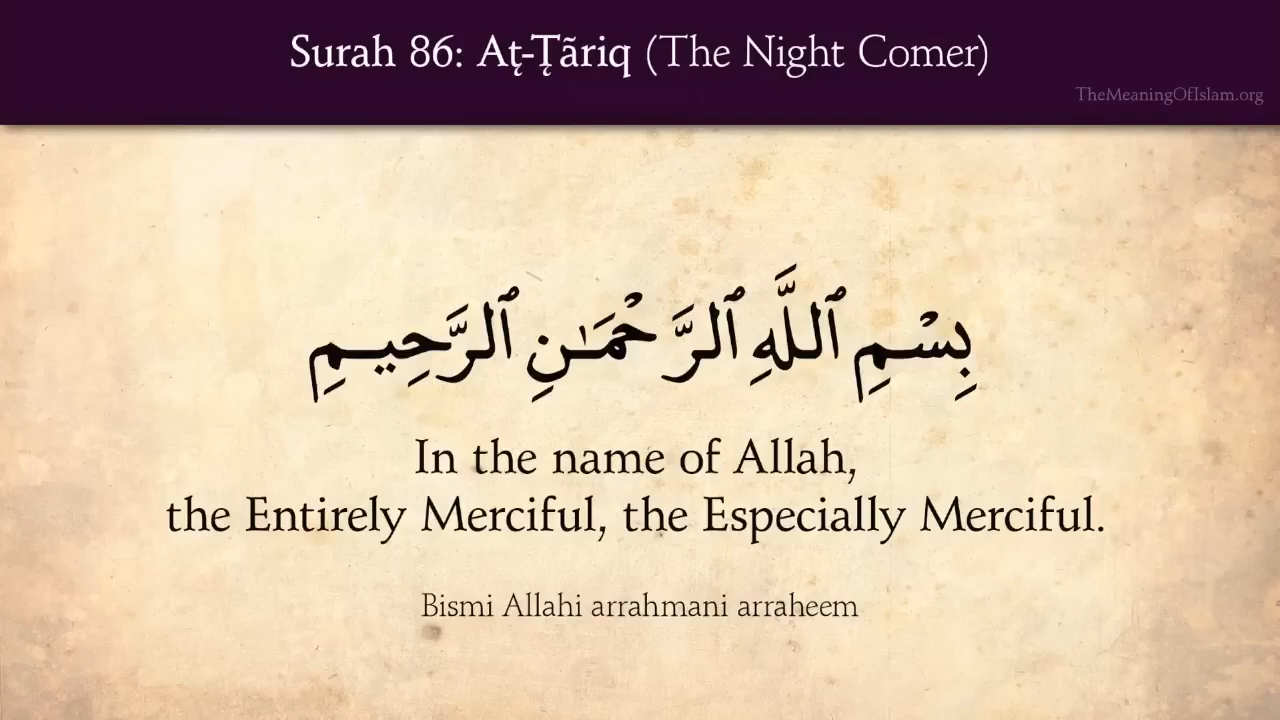 Surah 86: Aţ-Ţãriq (The Night Comer)
TheMeaningOfIslam.org
بِسْمِ ٱللَّهِ ٱلرَّحْمَـٰنِ ٱلرَّحِيمِ
In the name of Allah,
the Entirely Merciful, the Especially Merciful.
Bismi Allahi arrahmani arraheem